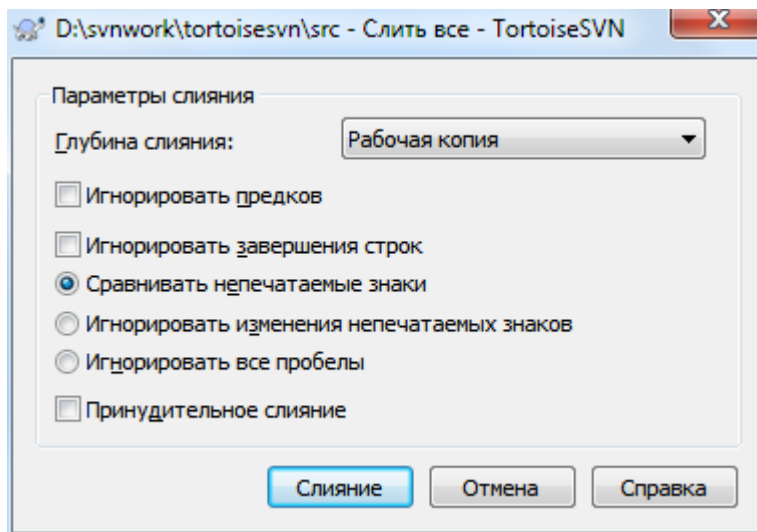 D:\svnwork\tortoisesvn\src - Слить все - TortoiseSVN
Параметры слияния
Глубина слияния: Рабочая копия
Игнорировать предков
Игнорировать завершения строк
Сравнивать непечатаемые знаки
Игнорировать изменения непечатаемых знаков
Игнорировать все пробелы
Принудительное слияние
Слияние Отмена Справка